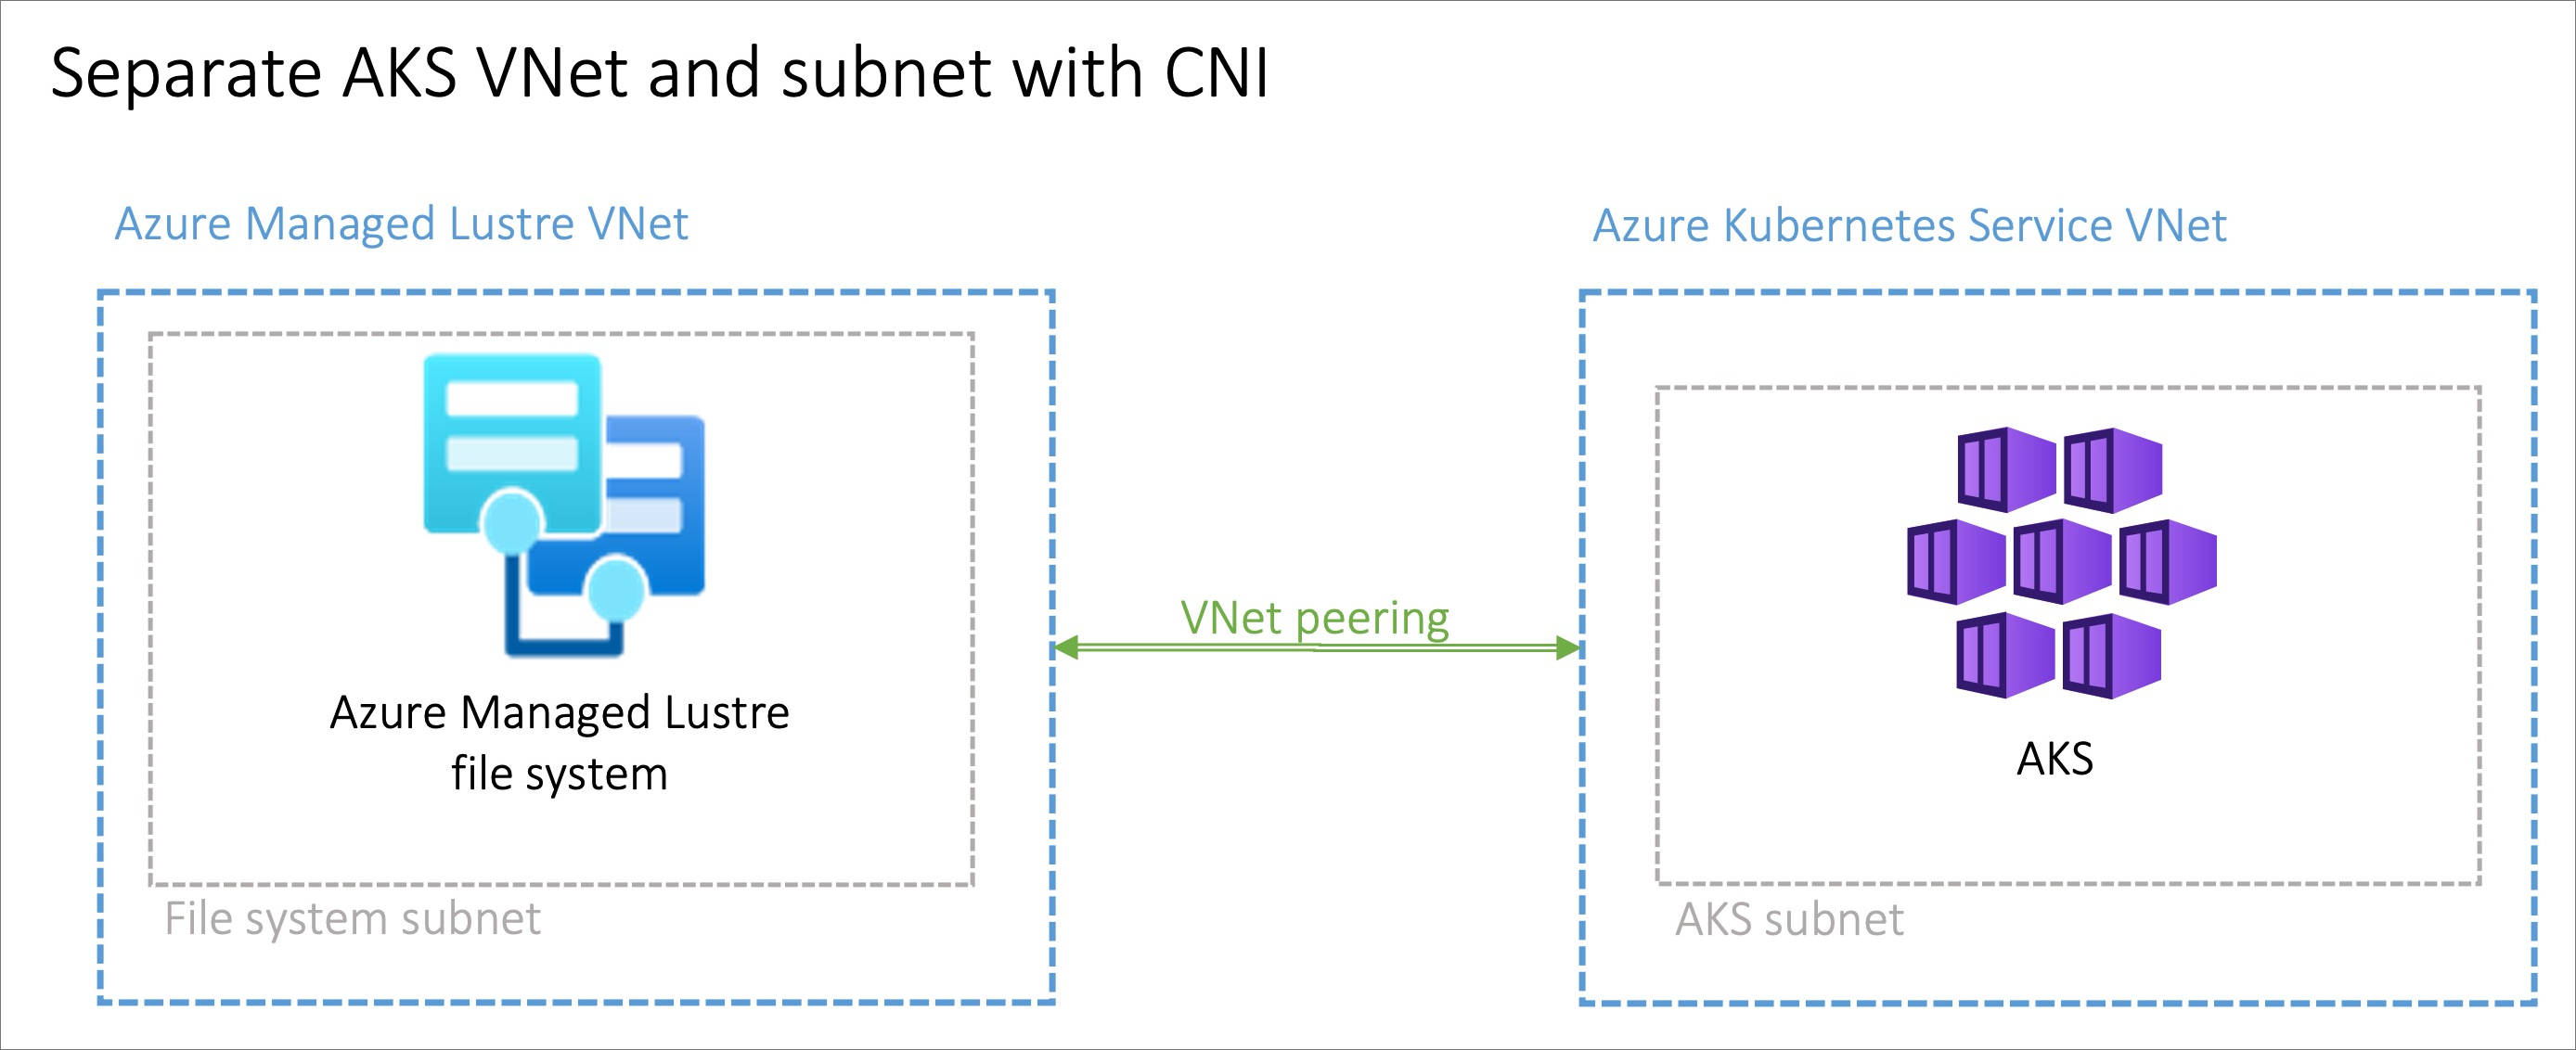 Separate AKS VNet and subnet with CNI
Azure Managed Lustre VNet
Azure Kubernetes Service VNet
VNet peering
Azure Managed Lustre
file system
AKS
File system subnet
AKS subnet